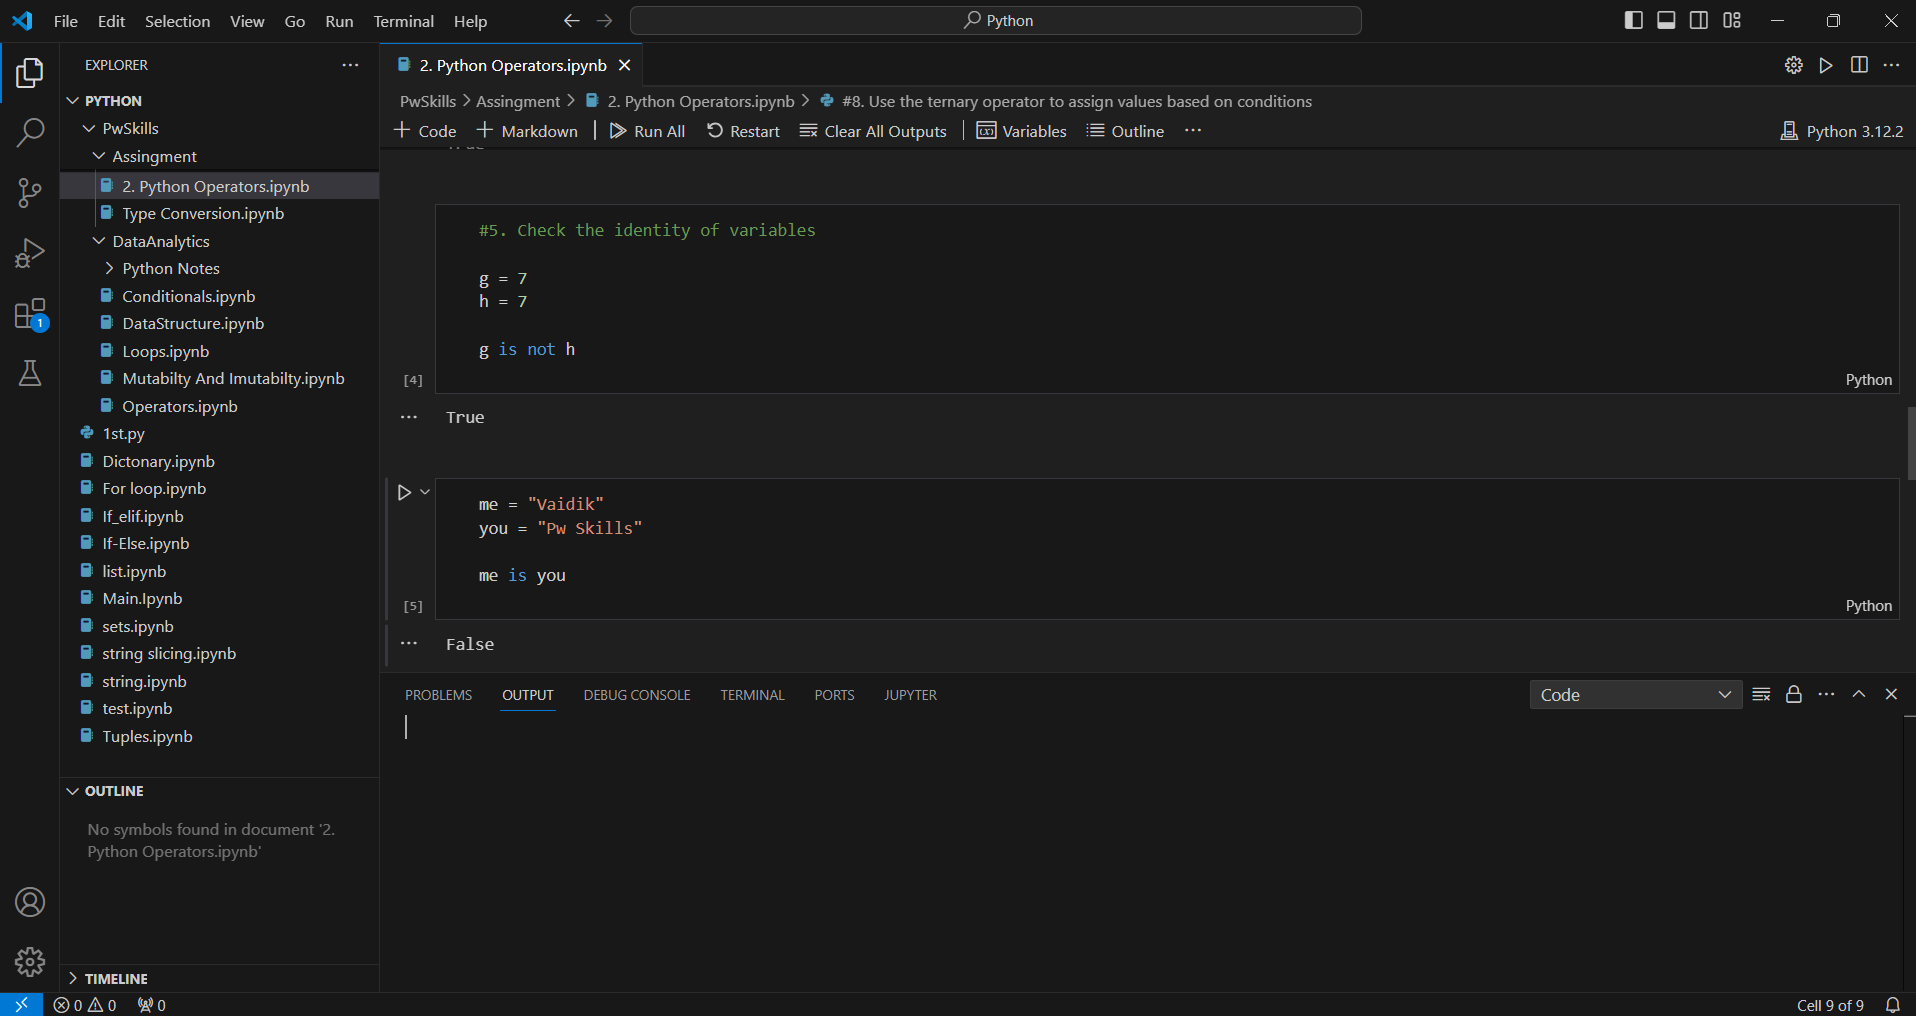 File Edit Selection View Go Run Terminal Help
Python
EXPLORER
PYTHON
PwSkills
Assingment
2. Python Operators.ipynb
Type Conversion.ipynb
DataAnalytics
Python Notes
Conditionals.ipynb
DataStructure.ipynb
Loops.ipynb
Mutabilty And Imutabilty.ipynb
Operators.ipynb
1st.py
Dictonary.ipynb
For loop.ipynb
If_elif.ipynb
If-Else.ipynb
list.ipynb
Main.Ipynb
sets.ipynb
string slicing.ipynb
string.ipynb
test.ipynb
Tuples.ipynb
OUTLINE
No symbols found in document '2.
Python Operators.ipynb'
TIMELINE
2. Python Operators.ipynb
PwSkills > Assingment > 2. Python Operators.ipynb > #8. Use the ternary operator to assign values based on conditions
+ Code + Markdown | Run All Restart Clear All Outputs | Variables Outline ... Python 3.12.2
True
#5. Check the identity of variables
g = 7
h = 7
g is not h
[4] Python
True
me = "Vaidik"
you = "Pw Skills"
me is you
[5] Python
False
PROBLEMS OUTPUT DEBUG CONSOLE TERMINAL PORTS JUPYTER Code
1
0 0 0 Cell 9 of 9